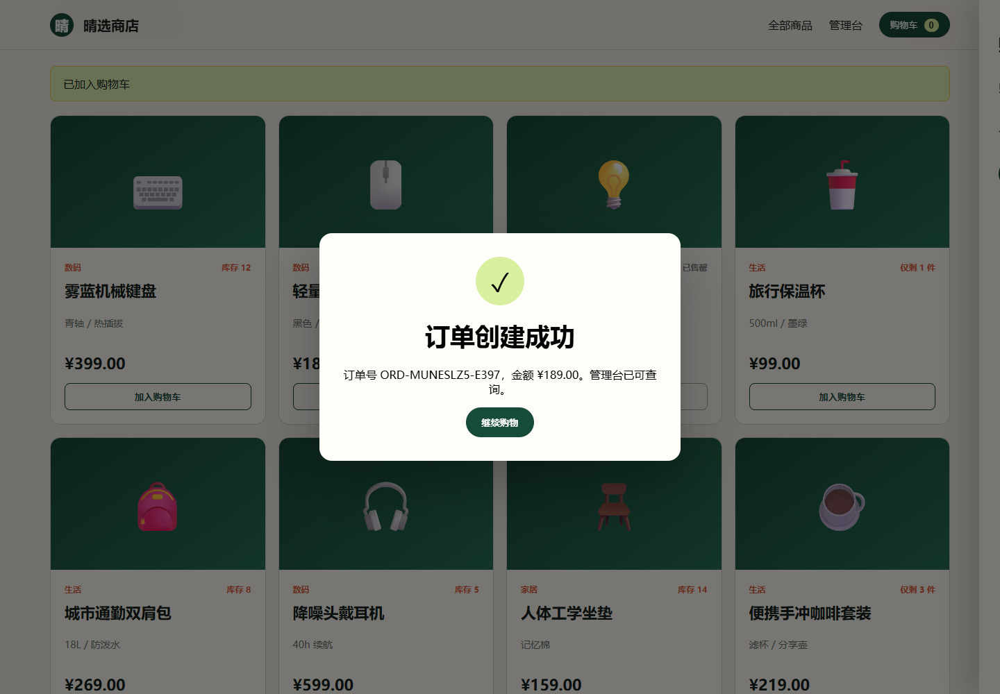 晴 晴选商店
全部商品 管理台 购物车 0
已加入购物车
数码 库存 12
雾蓝机械键盘
青轴 / 热插拔
¥399.00
加入购物车
数码
轻量
黑色 /
¥18
已售罄
生活 仅剩 1 件
旅行保温杯
500ml / 墨绿
¥99.00
加入购物车
订单创建成功
订单号 ORD-MUNESLZ5-E397，金额 ¥189.00。管理台已可查
询。
继续购物
生活 库存 8
城市通勤双肩包
18L / 防泼水
¥269.00
数码 库存 5
降噪头戴耳机
40h 续航
¥599.00
家居 库存 14
人体工学坐垫
记忆棉
¥159.00
生活 仅剩 3 件
便携手冲咖啡套装
滤杯 / 分享壶
¥219.00